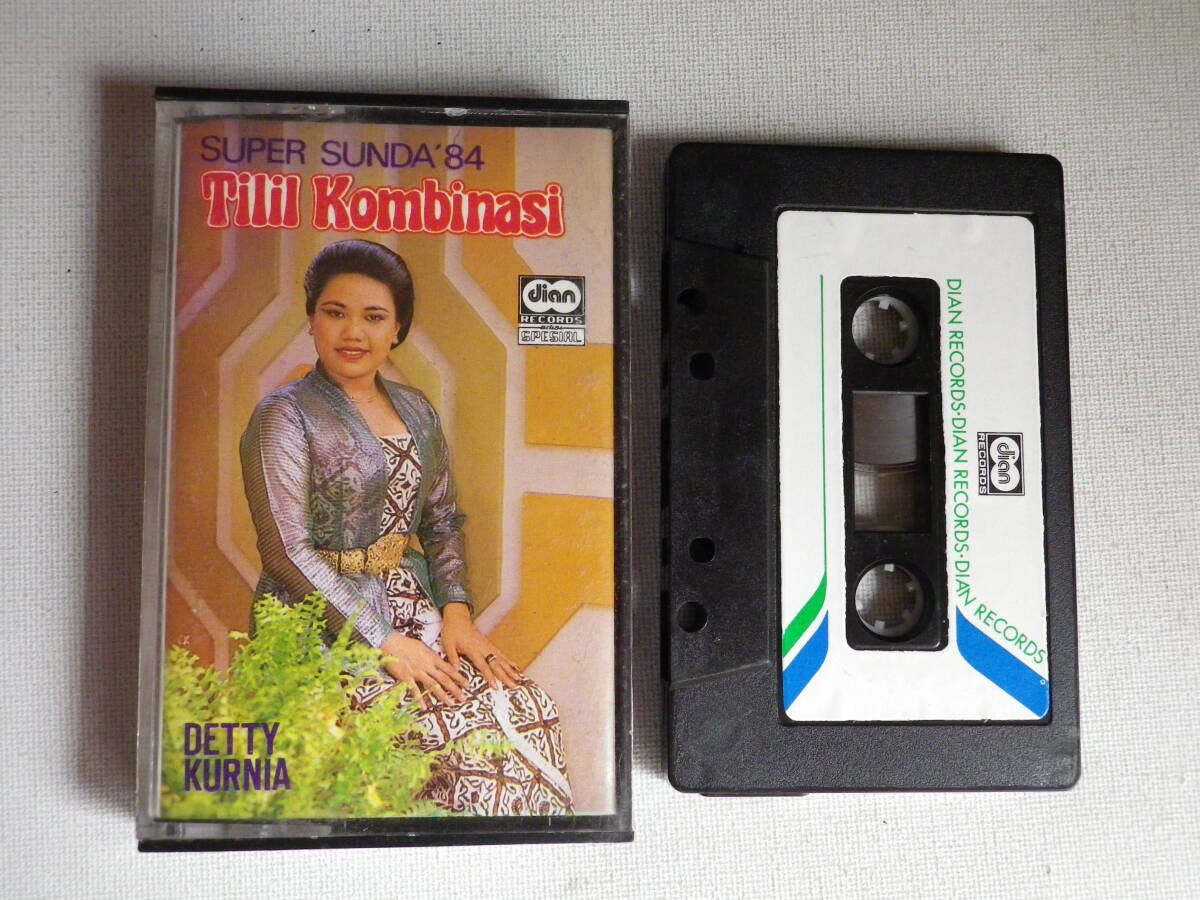 SUPER SUNDA'84
Tilil Kombinasi
dian
RECORDS
SPESIAL
DETTY
KURNIA
DIAN RECORDS·DIAN RECORDS·DIAN RECORDS
dian
RECORDS